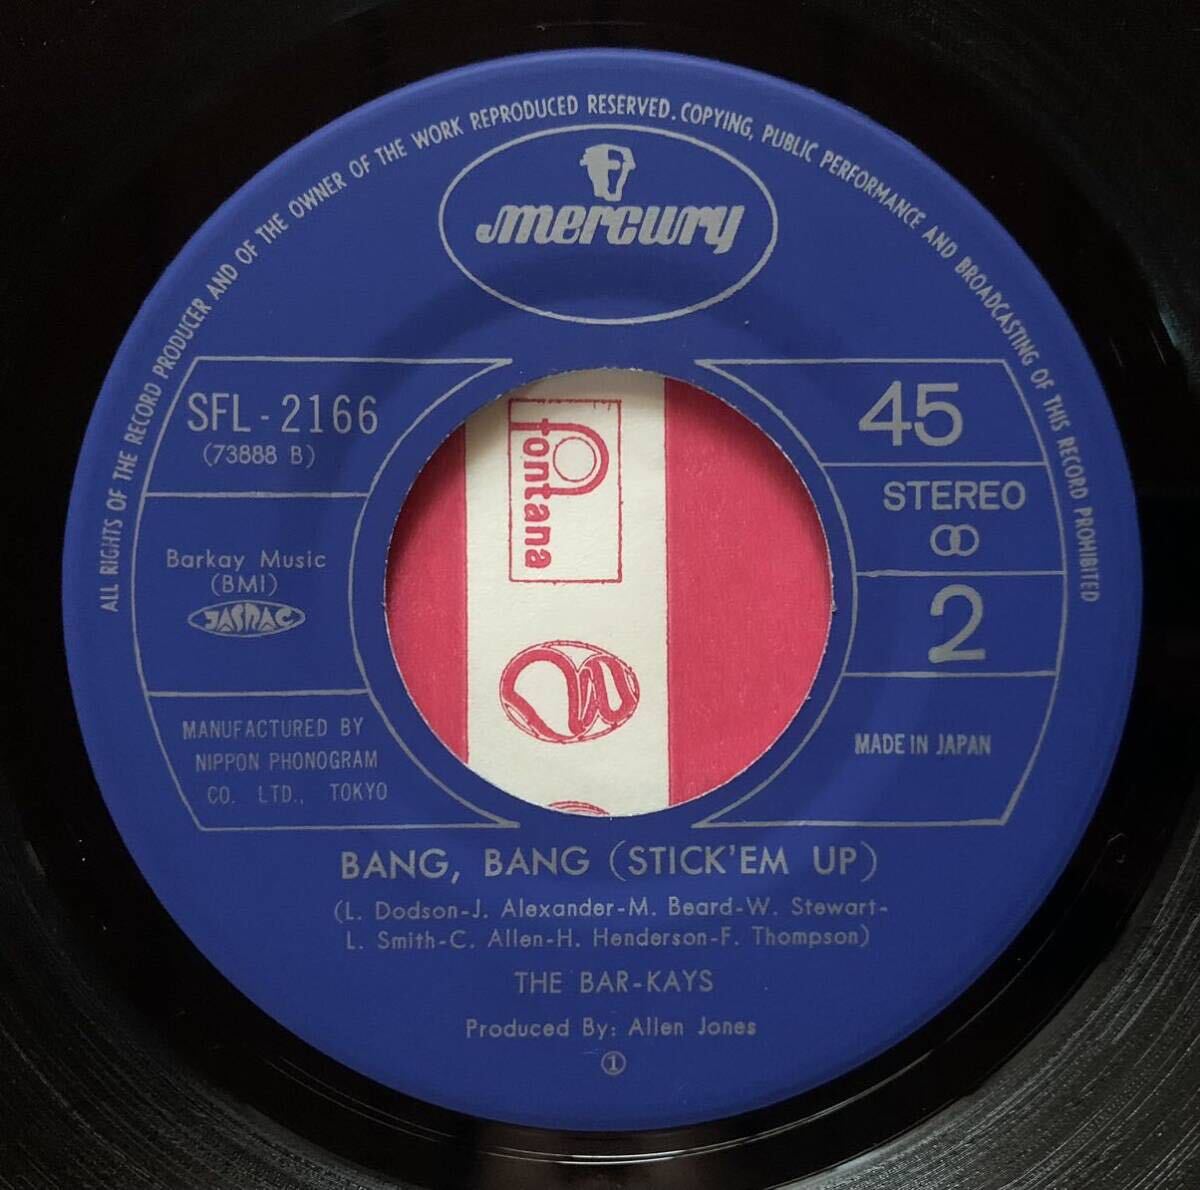 ALL RIGHTS OF THE RECORD PRODUCER AND OF THE OWNER OF THE WORK REPRODUCED RESERVED. COPYING, PUBLIC PERFORMANCE AND BROADCASTING OF THIS RECORD PROHIBITED
mercury
SFL-2166
(73888 B)
Barkay Music
(BMI)
JASRAC
MANUFACTURED BY
NIPPON PHONOGRAM
CO. LTD., TOKYO
fontana
45
STEREO
2
MADE IN JAPAN
BANG, BANG (STICK'EM UP)
(L. Dodson-J. Alexander-M. Beard-W. Stewart-
L. Smith-C. Allen-H. Henderson-F. Thompson)
THE BAR-KAYS
Produced By: Allen Jones
①